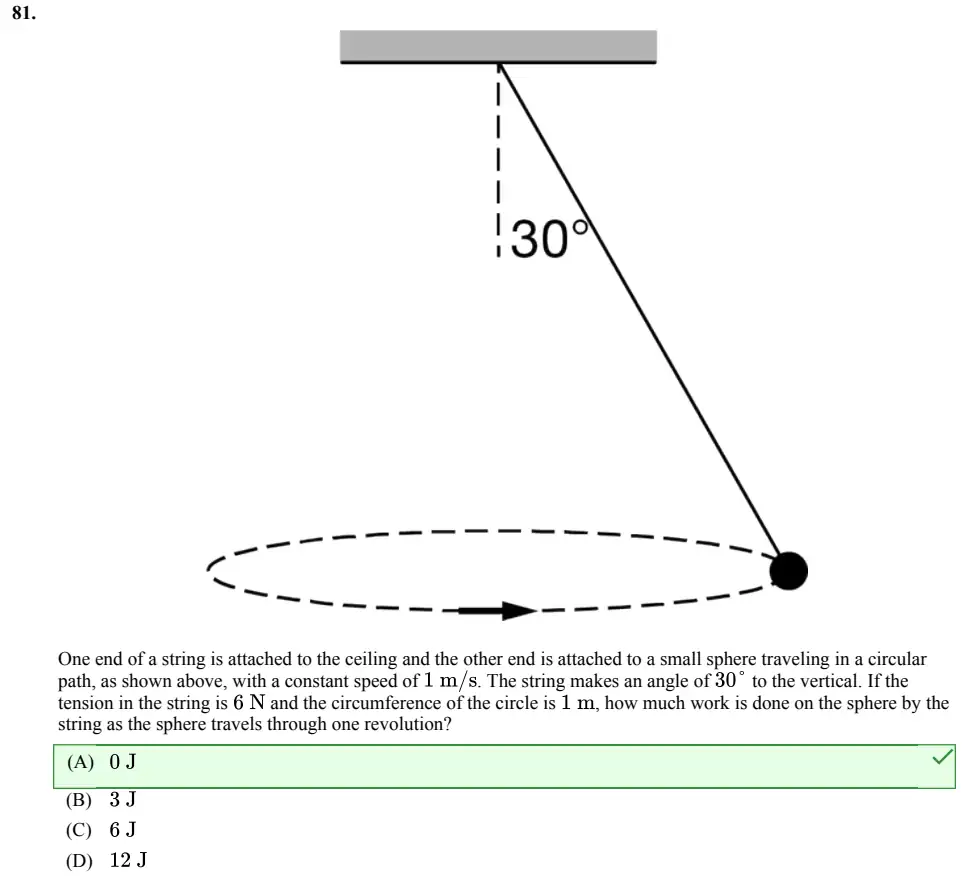 81.
30°
One end of a string is attached to the ceiling and the other end is attached to a small sphere traveling in a circular
path, as shown above, with a constant speed of 1 m/s. The string makes an angle of 30° to the vertical. If the
tension in the string is 6 N and the circumference of the circle is 1 m, how much work is done on the sphere by the
string as the sphere travels through one revolution?
(A) 0 J
(B) 3 J
(C) 6 J
(D) 12 J